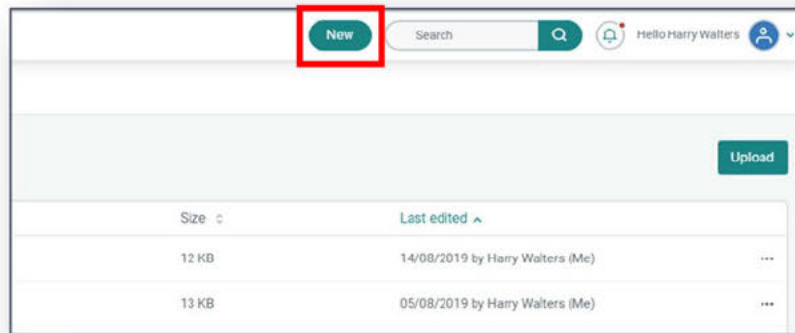 New Search Hello Harry Walters
Upload
Size Last edited
12 KB 14/08/2019 by Harry Walters (Me)
13 KB 05/08/2019 by Harry Walters (Me)